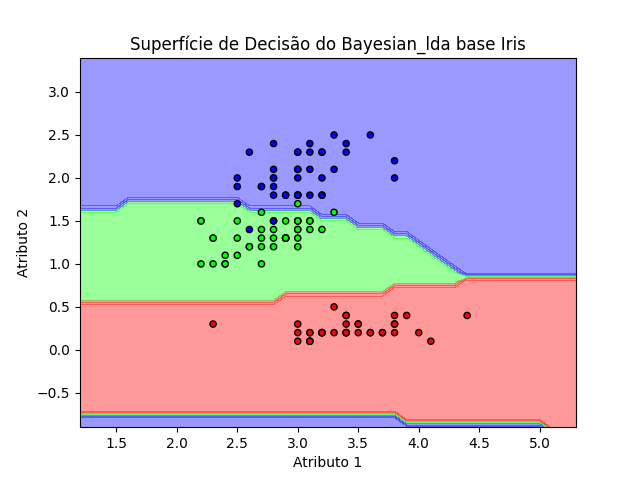 Superfície de Decisão do Bayesian_lda base Iris
3.0
2.5
2.0
1.5
1.0
0.5
0.0
−0.5
Atributo 2
1.5 2.0 2.5 3.0 3.5 4.0 4.5 5.0
Atributo 1